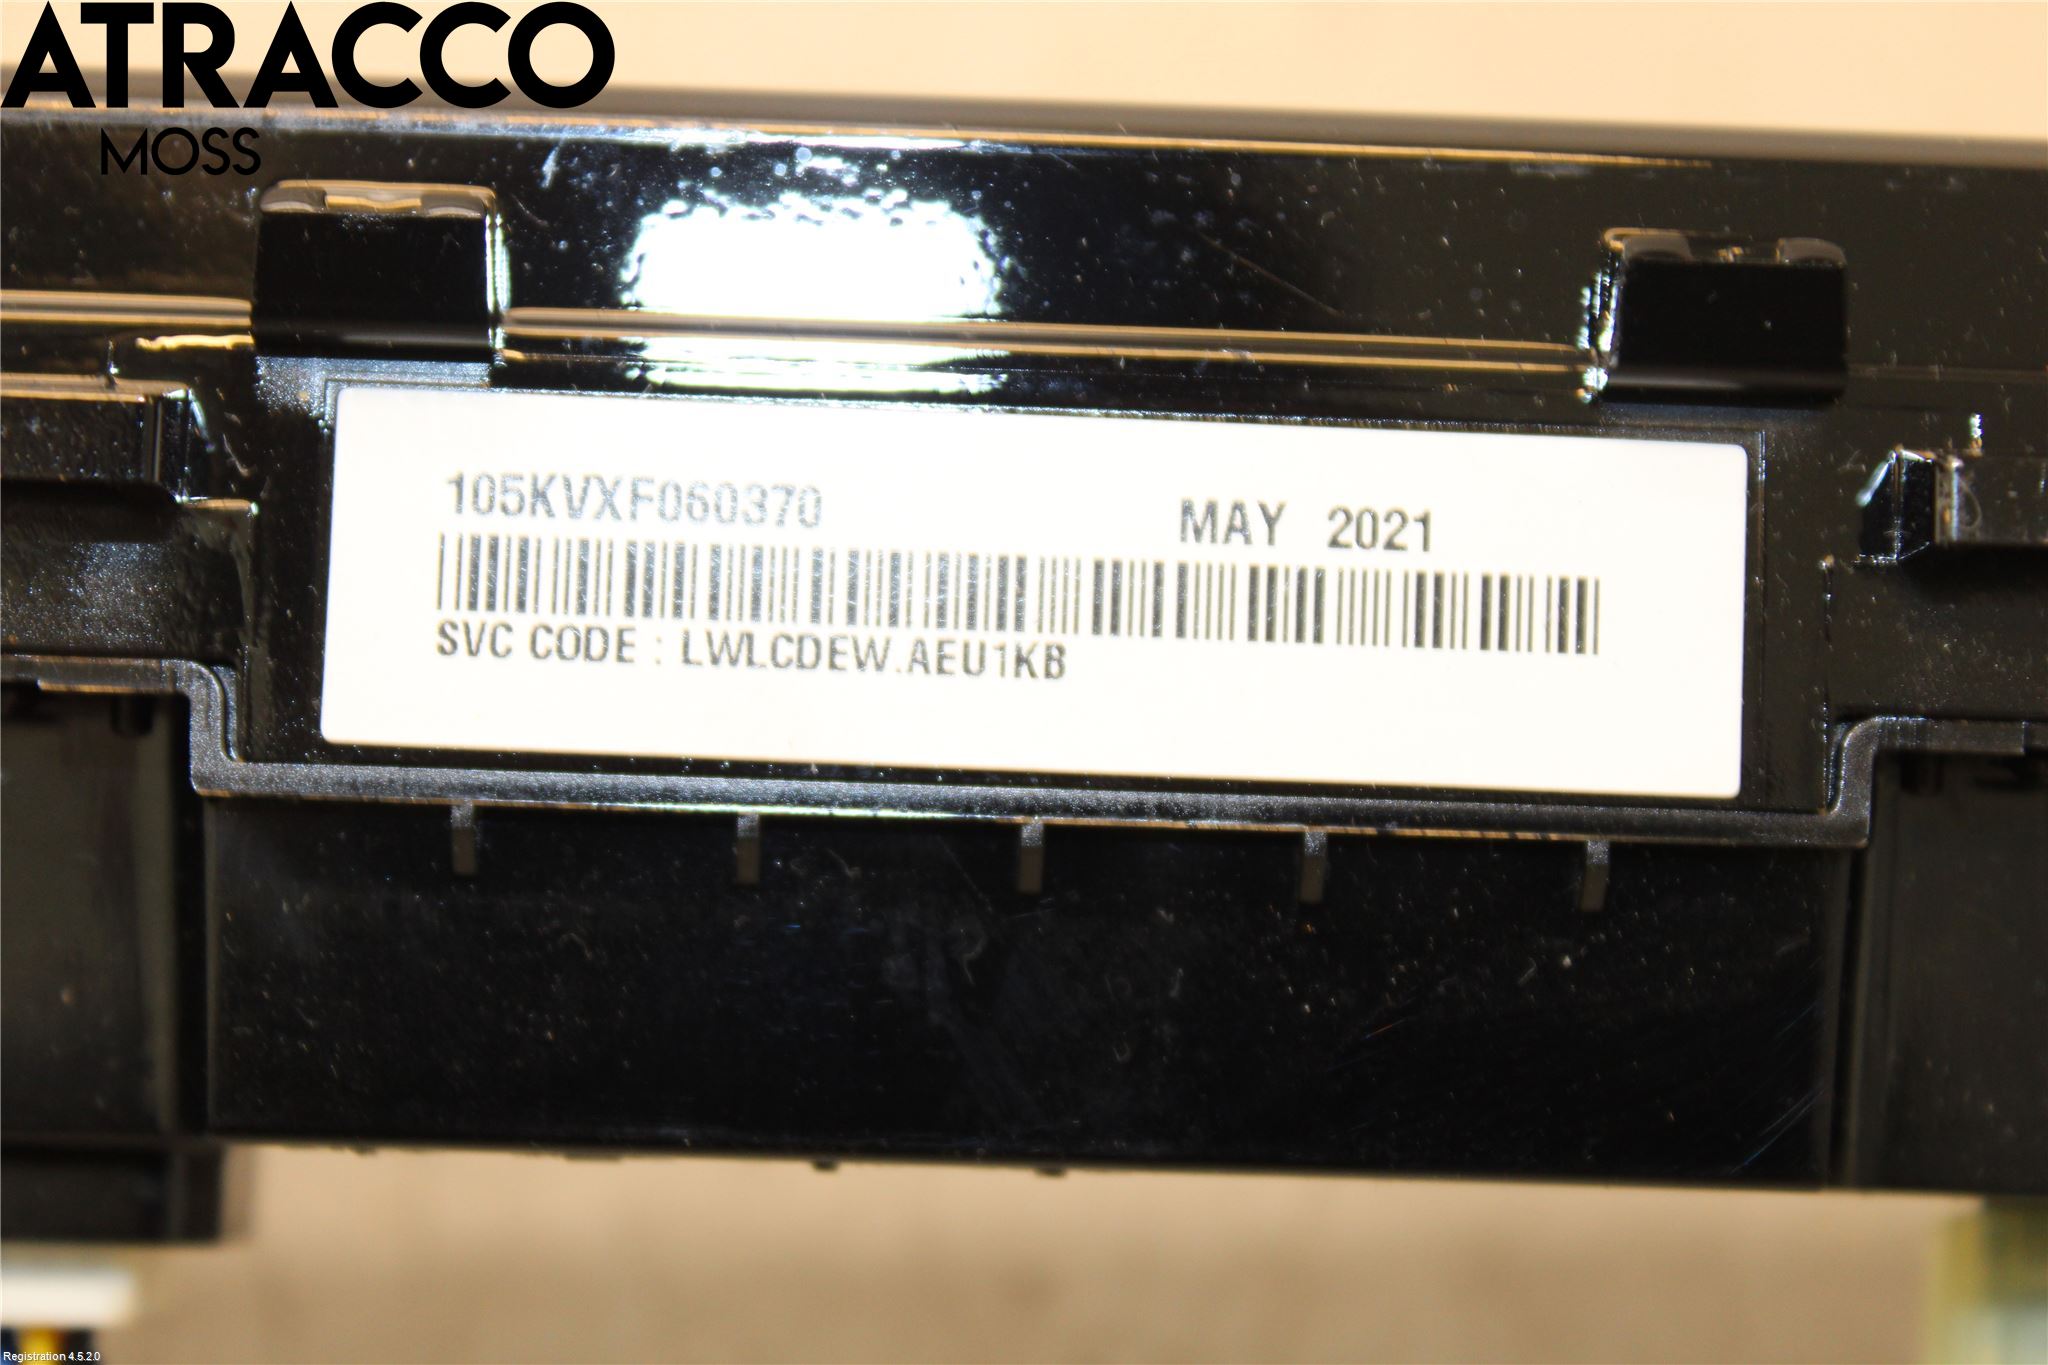 ATRACCO
MOSS
105KVXF060370
MAY 2021
SVC CODE : LWLCDEW.AEU1KB
Registration 4.5.2.0